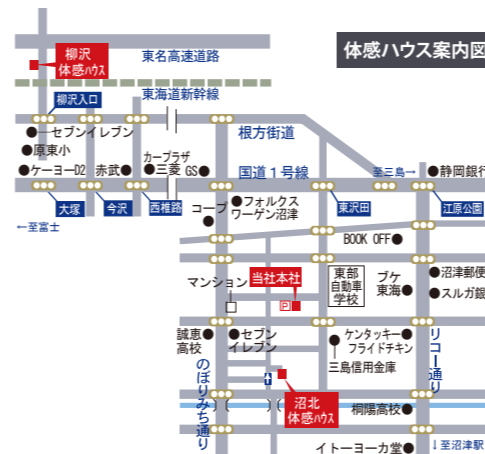 体感ハウス案内図
柳沢
体感ハウス
東名高速道路
東海道新幹線
柳沢入口
セブンイレブン
根方街道
原東小
カープラザ
三菱
GS
ケーヨーD2
赤武
国道1号線
至三島→
静岡銀行
大塚
今沢
西椎路
東沢田
江原公園
←至富士
コープ
フォルクス
ワーゲン沼津
BOOK OFF
当社本社
マンション
P
東部
自動車
学校
ブケ
東海
沼津郵便
スルガ銀
誠恵
高校
セブン
イレブン
ケンタッキー
フライドチキン
三島信用金庫
リコー通り
のぼりみち通り
沼北
体感ハウス
桐陽高校
イトーヨーカ堂
↓至沼津駅